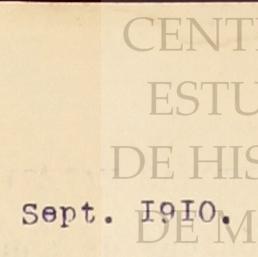 CENT
ESTU
DE HIS
Sept. I9IO.
DE M